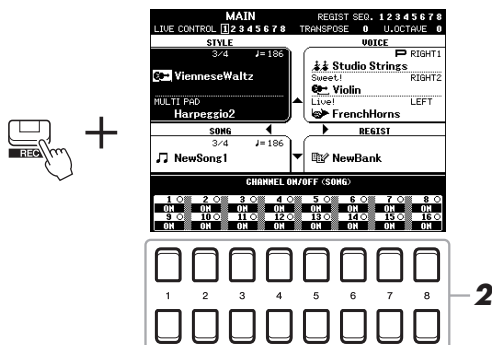 MAIN
REGIST SEQ. 1 2 3 4 5 6 7 8
LIVE CONTROL 1 2 3 4 5 6 7 8 TRANSPOSE 0 U.OCTAVE 0
STYLE
3/4 ♩=186
VienneseWaltz
MULTI PAD
Harpeggio2
VOICE
RIGHT1
Studio Strings
Sweet! RIGHT2
Violin
Live! LEFT
FrenchHorns
SONG
3/4 ♩=186
NewSong1
REGIST
NewBank
REC
+
CHANNEL ON/OFF (SONG)
1 2 3 4 5 6 7 8
ON ON ON ON ON ON ON ON
9 10 11 12 13 14 15 16
ON ON ON ON ON ON ON ON
1 2 3 4 5 6 7 8
2